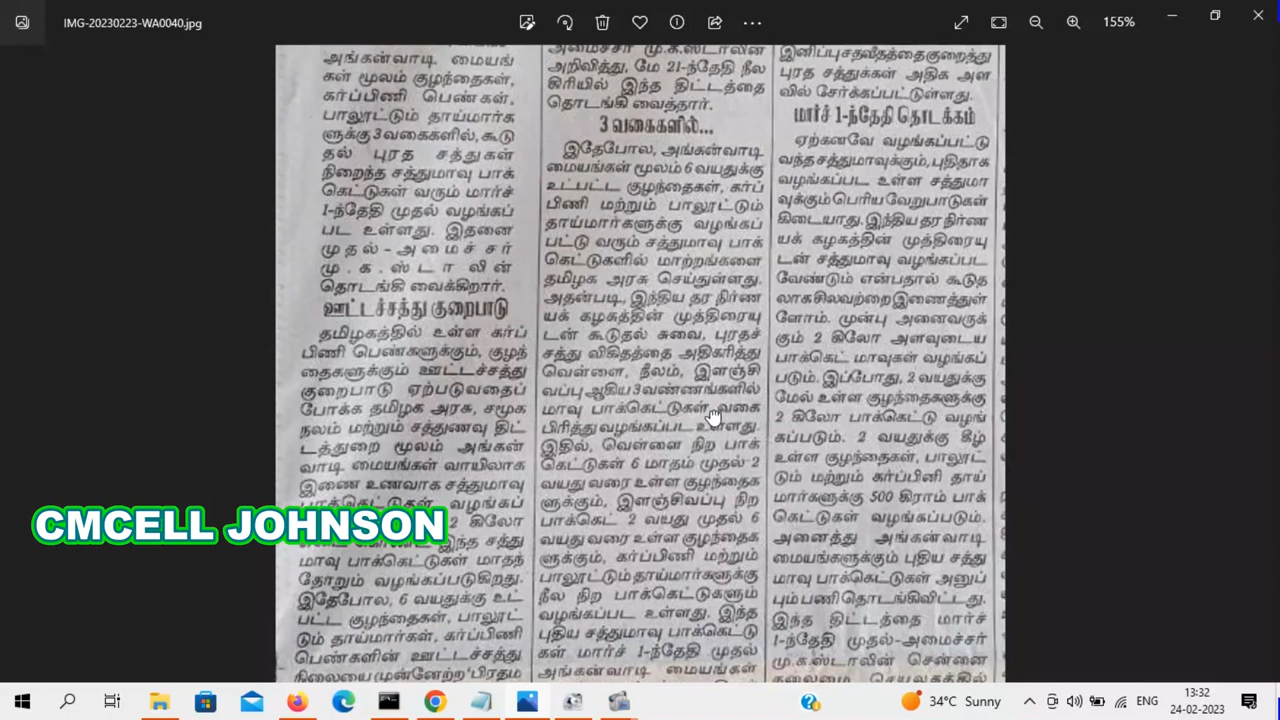 IMG-20230223-WA0040.jpg
155%
அங்கன்வாடி மையங்
கள் மூலம் குழந்தைகள்,
கர்ப்பிணி பெண்கள்,
பாலூட்டும் தாய்மார்க
ளுக்கு 3 வகைகளில், கூடு
தல் புரத சத்துகள்
நிறைந்த சத்துமாவு பாக்
கெட்டுகள் வரும் மார்ச்
1-ந்தேதி முதல் வழங்கப்
பட உள்ளது. இதனை
முதல்-அமைச்சர்
மு.க.ஸ்டாலின்
தொடங்கி வைக்கிறார்.
ஊட்டச்சத்து குறைபாடு
தமிழகத்தில் உள்ள கர்ப்
பிணி பெண்களுக்கும், குழந்
தைகளுக்கும் ஊட்டச்சத்து
குறைபாடு ஏற்படுவதைப்
போக்க தமிழக அரசு, சமூக
நலம் மற்றும் சத்துணவு திட்
டத்துறை மூலம் அங்கன்
வாடி மையங்கள் வாயிலாக
இணை உணவாக சத்துமாவு
பாக்கெட்டுகள் வழங்கப்
2 கிலோ
இந்த சத்து
மாவு பாக்கெட்டுகள் மாதந்
தோறும் வழங்கப்படுகிறது.
இதேபோல, 6 வயதுக்கு உட்
பட்ட குழந்தைகள், பாலூட்
டும் தாய்மார்கள், கர்ப்பிணி
பெண்களின் ஊட்டச்சத்து
நிலையை முன்னேற்ற 'பிரதம
அமைச்சர் மு.க.ஸ்டாலின்
அறிவித்து, மே 21-ந்தேதி நீல
கிரியில் இந்த திட்டத்தை
தொடங்கி வைத்தார்.
3 வகைகளில்...
இதேபோல, அங்கன்வாடி
மையங்கள் மூலம் 6 வயதுக்கு
உட்பட்ட குழந்தைகள், கர்ப்
பிணி மற்றும் பாலூட்டும்
தாய்மார்களுக்கு வழங்கப்
பட்டு வரும் சத்துமாவு பாக்
கெட்டுகளில் மாற்றங்களை
தமிழக அரசு செய்துள்ளது.
அதன்படி, இந்திய தர நிர்ண
யக் கழகத்தின் முத்திரையு
டன் கூடுதல் சுவை, புரதச்
சத்து விகிதத்தை அதிகரித்து
வெள்ளை, நீலம், இளஞ்சி
வப்பு ஆகிய 3 வண்ணங்களில்
மாவு பாக்கெட்டுகள் வகை
பிரித்து வழங்கப்பட உள்ளது.
இதில், வெள்ளை நிற பாக்
கெட்டுகள் 6 மாதம் முதல் 2
வயது வரை உள்ள குழந்தைக
ளுக்கும், இளஞ்சிவப்பு நிற
பாக்கெட் 2 வயது முதல் 6
வயது வரை உள்ள குழந்தைக
ளுக்கும், கர்ப்பிணி மற்றும்
பாலூட்டும் தாய்மார்களுக்கு
நீல நிற பாக்கெட்டுகளும்
வழங்கப்பட உள்ளது. இந்த
புதிய சத்துமாவு பாக்கெட்டு
கள் மார்ச் 1-ந்தேதி முதல்
அங்கன்வாடி மையங்கள்
இனிப்பு சதவீதத்தை குறைத்து
புரத சத்துக்கள் அதிக அள
வில் சேர்க்கப்பட்டுள்ளது.
மார்ச் 1-ந்தேதி தொடக்கம்
ஏற்கனவே வழங்கப்பட்டு
வந்த சத்துமாவுக்கும், புதிதாக
வழங்கப்பட உள்ள சத்துமா
வுக்கும் பெரிய வேறுபாடுகள்
கிடையாது. இந்திய தர நிர்ண
யக் கழகத்தின் முத்திரையு
டன் சத்துமாவு வழங்கப்பட
வேண்டும் என்பதால் கூடுத
லாக சிலவற்றை இணைத்துள்
ளோம். முன்பு அனைவருக்
கும் 2 கிலோ அளவுடைய
பாக்கெட் மாவுகள் வழங்கப்
படும். இப்போது, 2 வயதுக்கு
மேல் உள்ள குழந்தைகளுக்கு
2 கிலோ பாக்கெட்டு வழங்
கப்படும். 2 வயதுக்கு கீழ்
உள்ள குழந்தைகள், பாலூட்
டும் மற்றும் கர்ப்பினி தாய்
மார்களுக்கு 500 கிராம் பாக்
கெட்டுகள் வழங்கப்படும்.
அனைத்து அங்கன்வாடி
மையங்களுக்கும் புதிய சத்து
மாவு பாக்கெட்டுகள் அனுப்
பும் பணி தொடங்கிவிட்டது.
இந்த திட்டத்தை மார்ச்
1-ந்தேதி முதல்-அமைச்சர்
மு.க.ஸ்டாலின் சென்னை
தலைமை செயலகத்தில்
CMCELL JOHNSON
34°C Sunny
ENG
13:32
24-02-2023